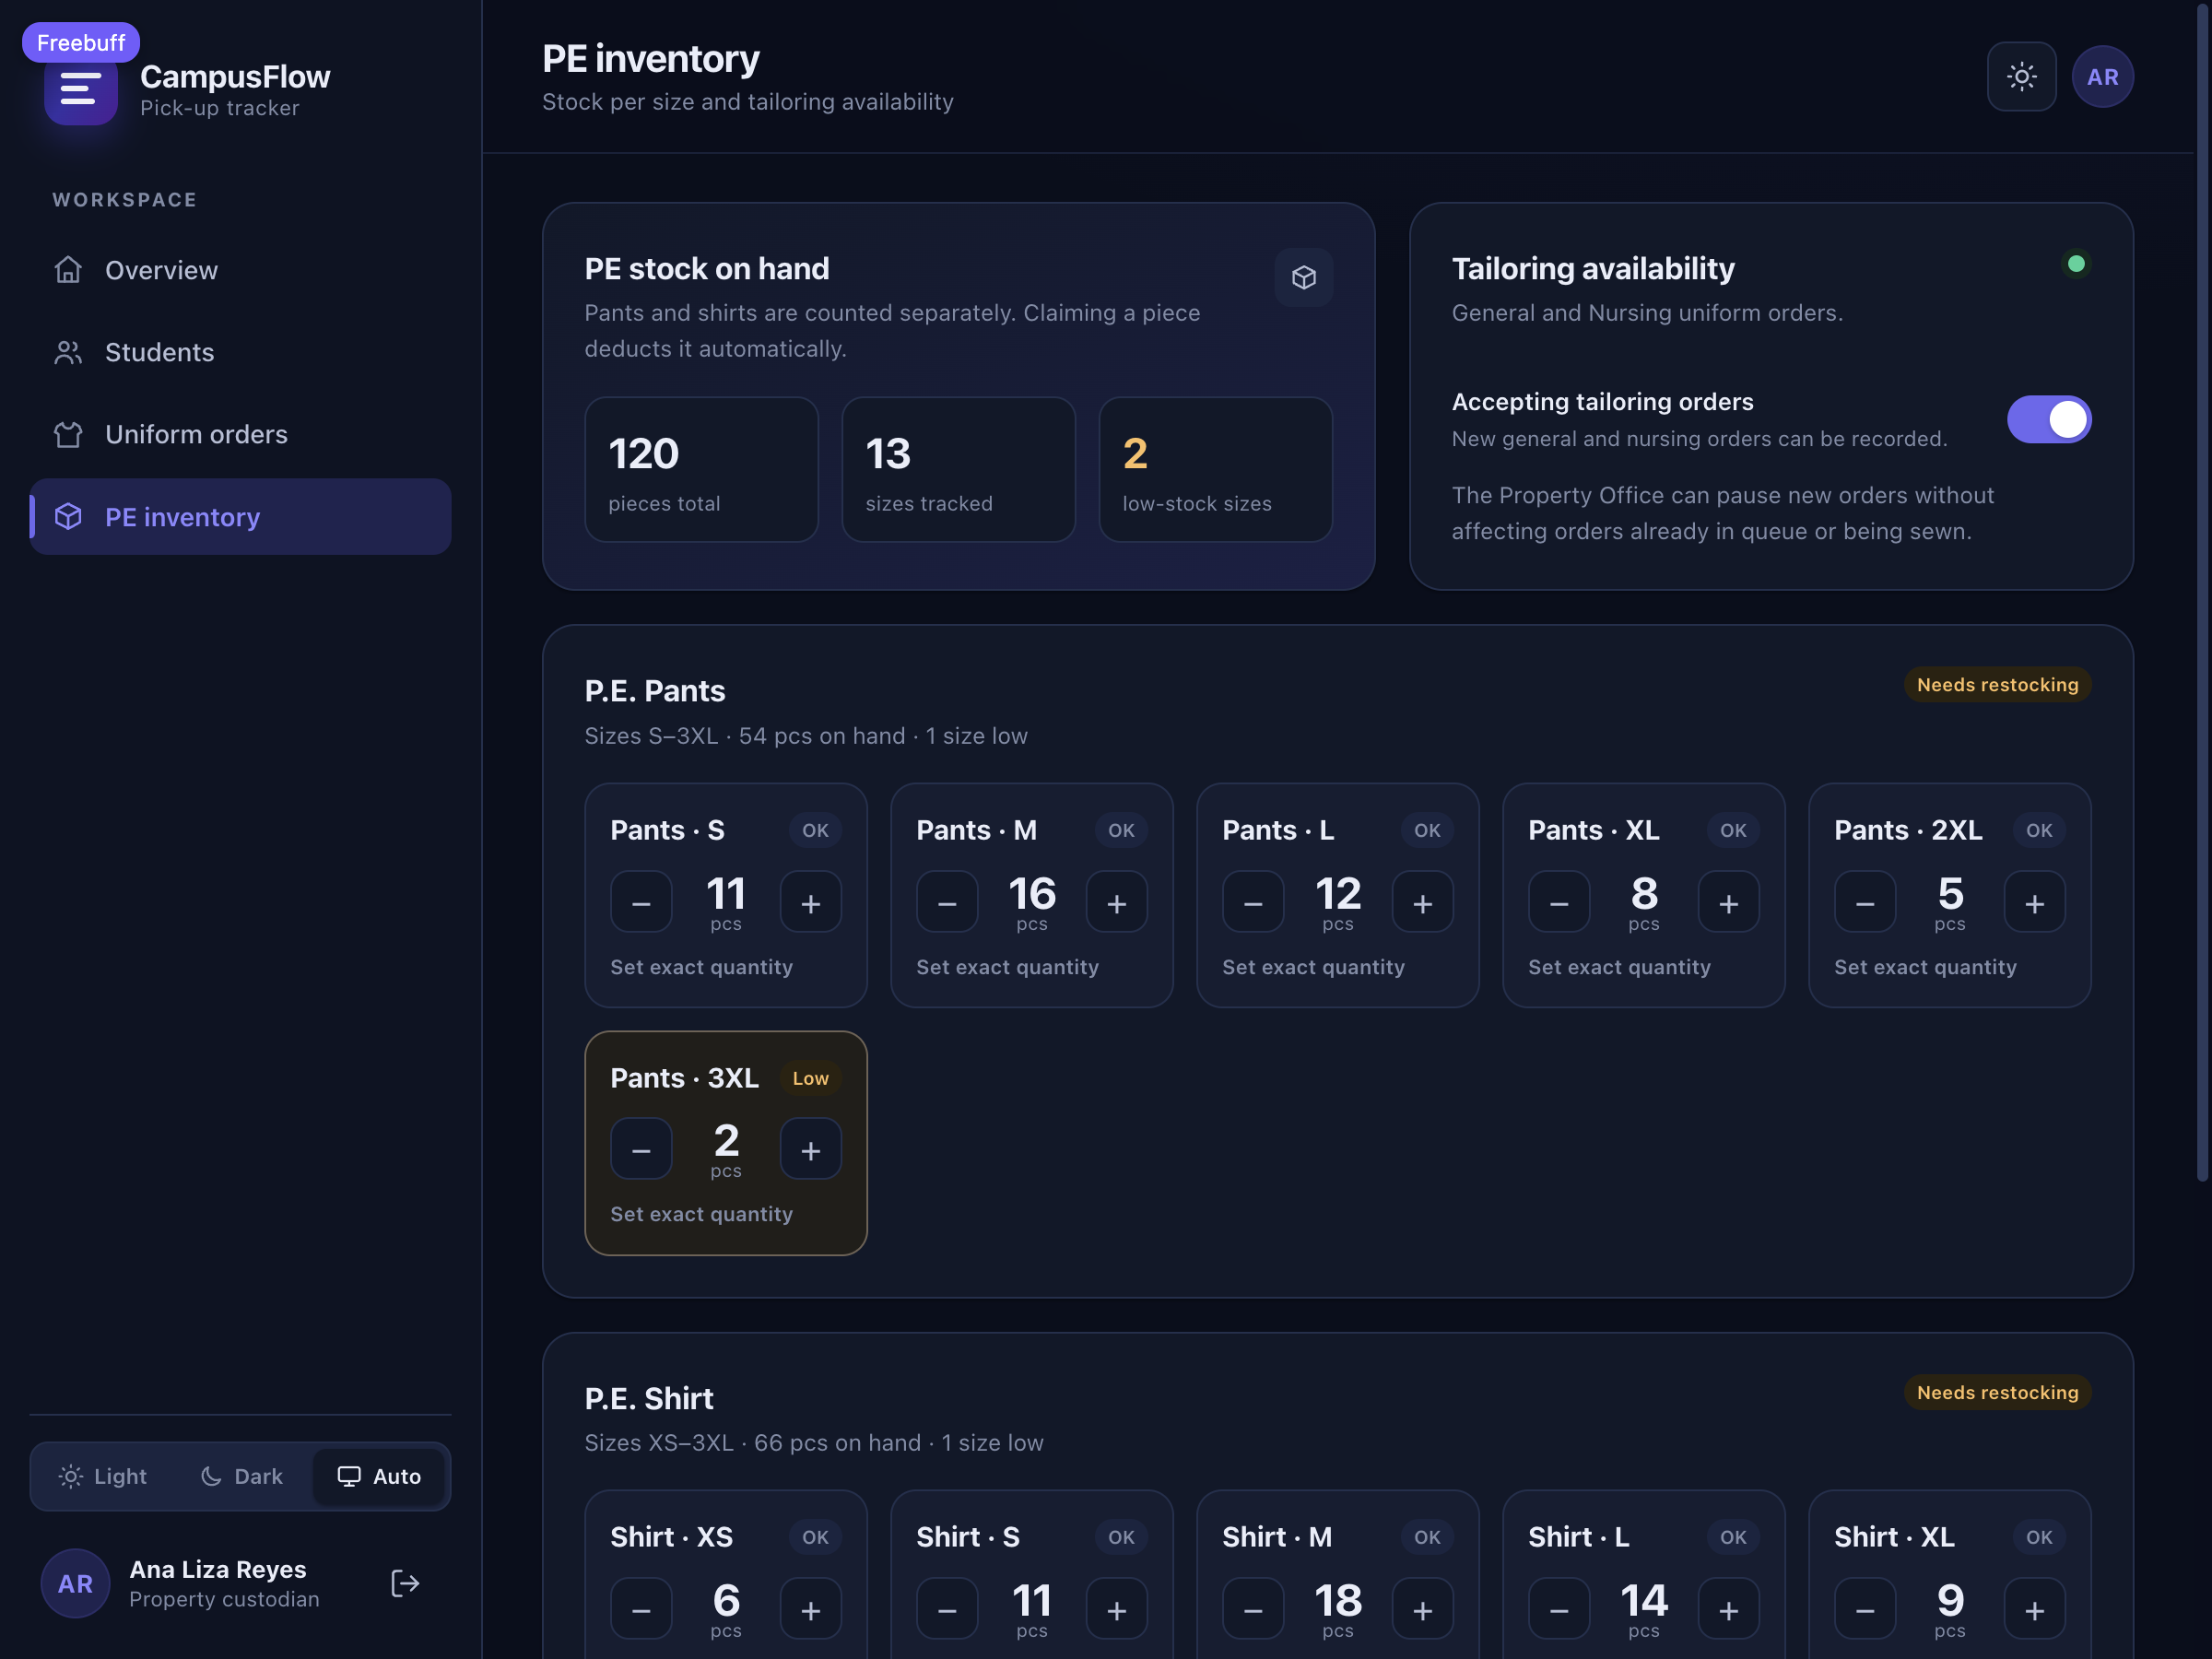 Freebuff
CampusFlow
Pick-up tracker
WORKSPACE
Overview
Students
Uniform orders
PE inventory
Light
Dark
Auto
AR
Ana Liza Reyes
Property custodian
PE inventory
Stock per size and tailoring availability
AR
PE stock on hand
Pants and shirts are counted separately. Claiming a piece
deducts it automatically.
120
pieces total
13
sizes tracked
2
low-stock sizes
Tailoring availability
General and Nursing uniform orders.
Accepting tailoring orders
New general and nursing orders can be recorded.
The Property Office can pause new orders without
affecting orders already in queue or being sewn.
P.E. Pants
Needs restocking
Sizes S–3XL · 54 pcs on hand · 1 size low
Pants · S
OK
−
11
pcs
+
Set exact quantity
Pants · M
OK
−
16
pcs
+
Set exact quantity
Pants · L
OK
−
12
pcs
+
Set exact quantity
Pants · XL
OK
−
8
pcs
+
Set exact quantity
Pants · 2XL
OK
−
5
pcs
+
Set exact quantity
Pants · 3XL
Low
−
2
pcs
+
Set exact quantity
P.E. Shirt
Needs restocking
Sizes XS–3XL · 66 pcs on hand · 1 size low
Shirt · XS
OK
−
6
pcs
+
Shirt · S
OK
−
11
pcs
+
Shirt · M
OK
−
18
pcs
+
Shirt · L
OK
−
14
pcs
+
Shirt · XL
OK
−
9
pcs
+